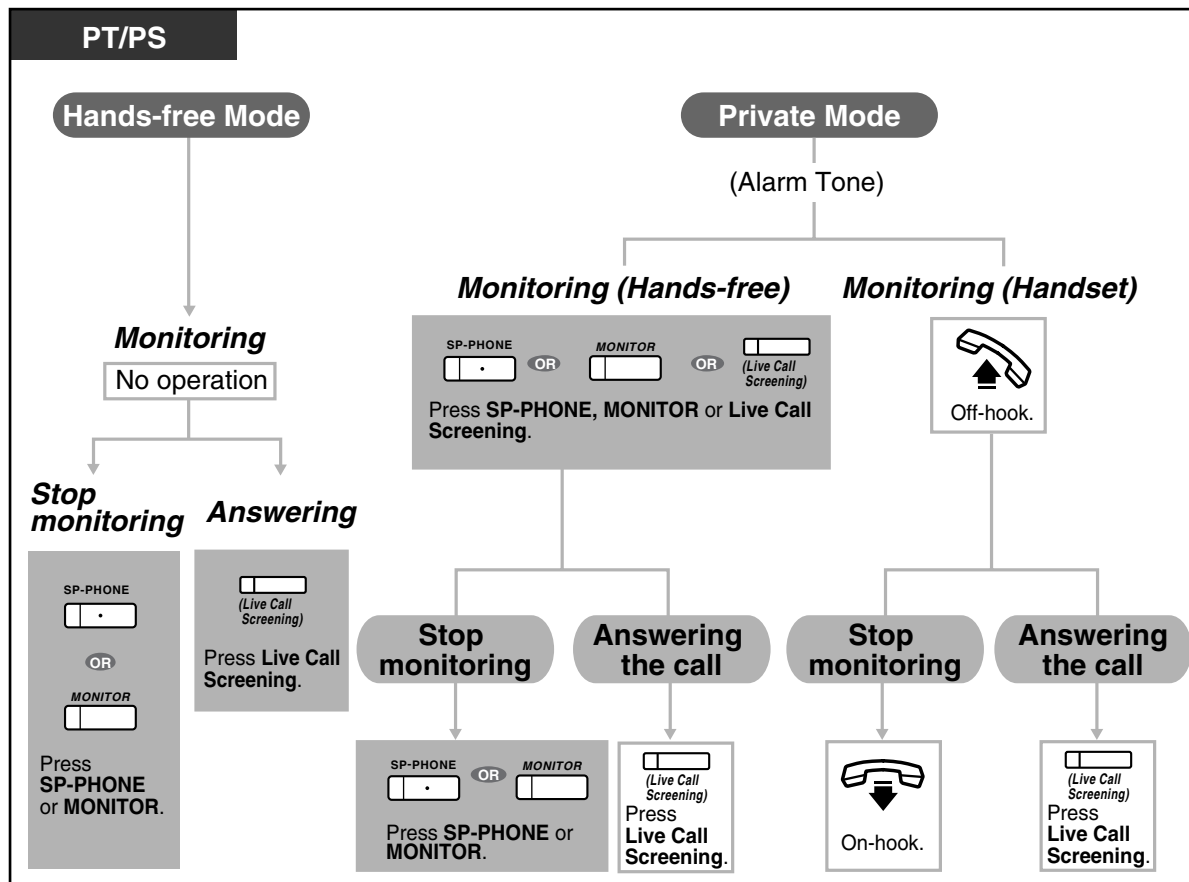 PT/PS
Hands-free Mode
Monitoring
No operation
Stop
monitoring
SP-PHONE
OR
MONITOR
Press
SP-PHONE
or MONITOR.
Answering
(Live Call
Screening)
Press Live Call
Screening.
Private Mode
(Alarm Tone)
Monitoring (Hands-free)
SP-PHONE
OR
MONITOR
OR
(Live Call
Screening)
Press SP-PHONE, MONITOR or Live Call
Screening.
Stop
monitoring
SP-PHONE
OR
MONITOR
Press SP-PHONE or
MONITOR.
Answering
the call
(Live Call
Screening)
Press
Live Call
Screening.
Monitoring (Handset)
Off-hook.
Stop
monitoring
On-hook.
Answering
the call
(Live Call
Screening)
Press
Live Call
Screening.